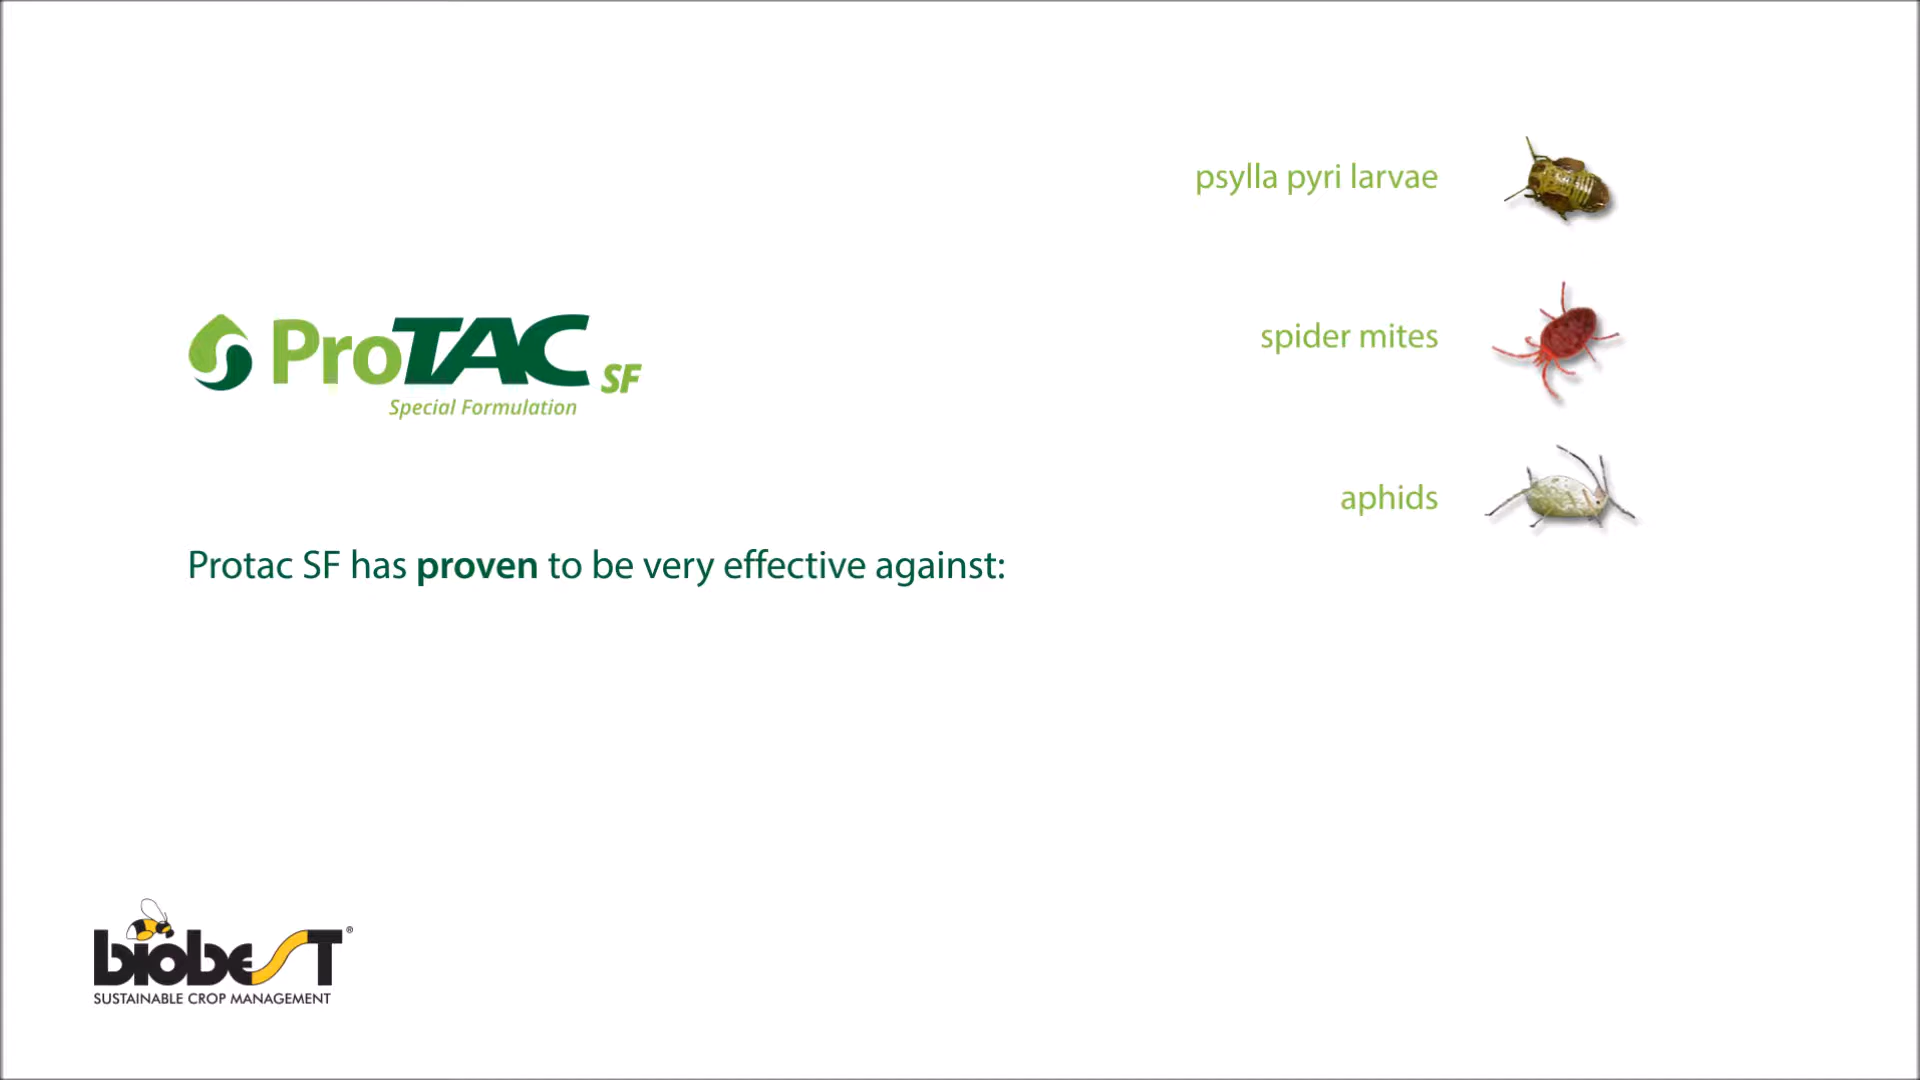 ProTAC SF
Special Formulation
Protac SF has proven to be very effective against:
psylla pyri larvae
spider mites
aphids
biobesT®
SUSTAINABLE CROP MANAGEMENT